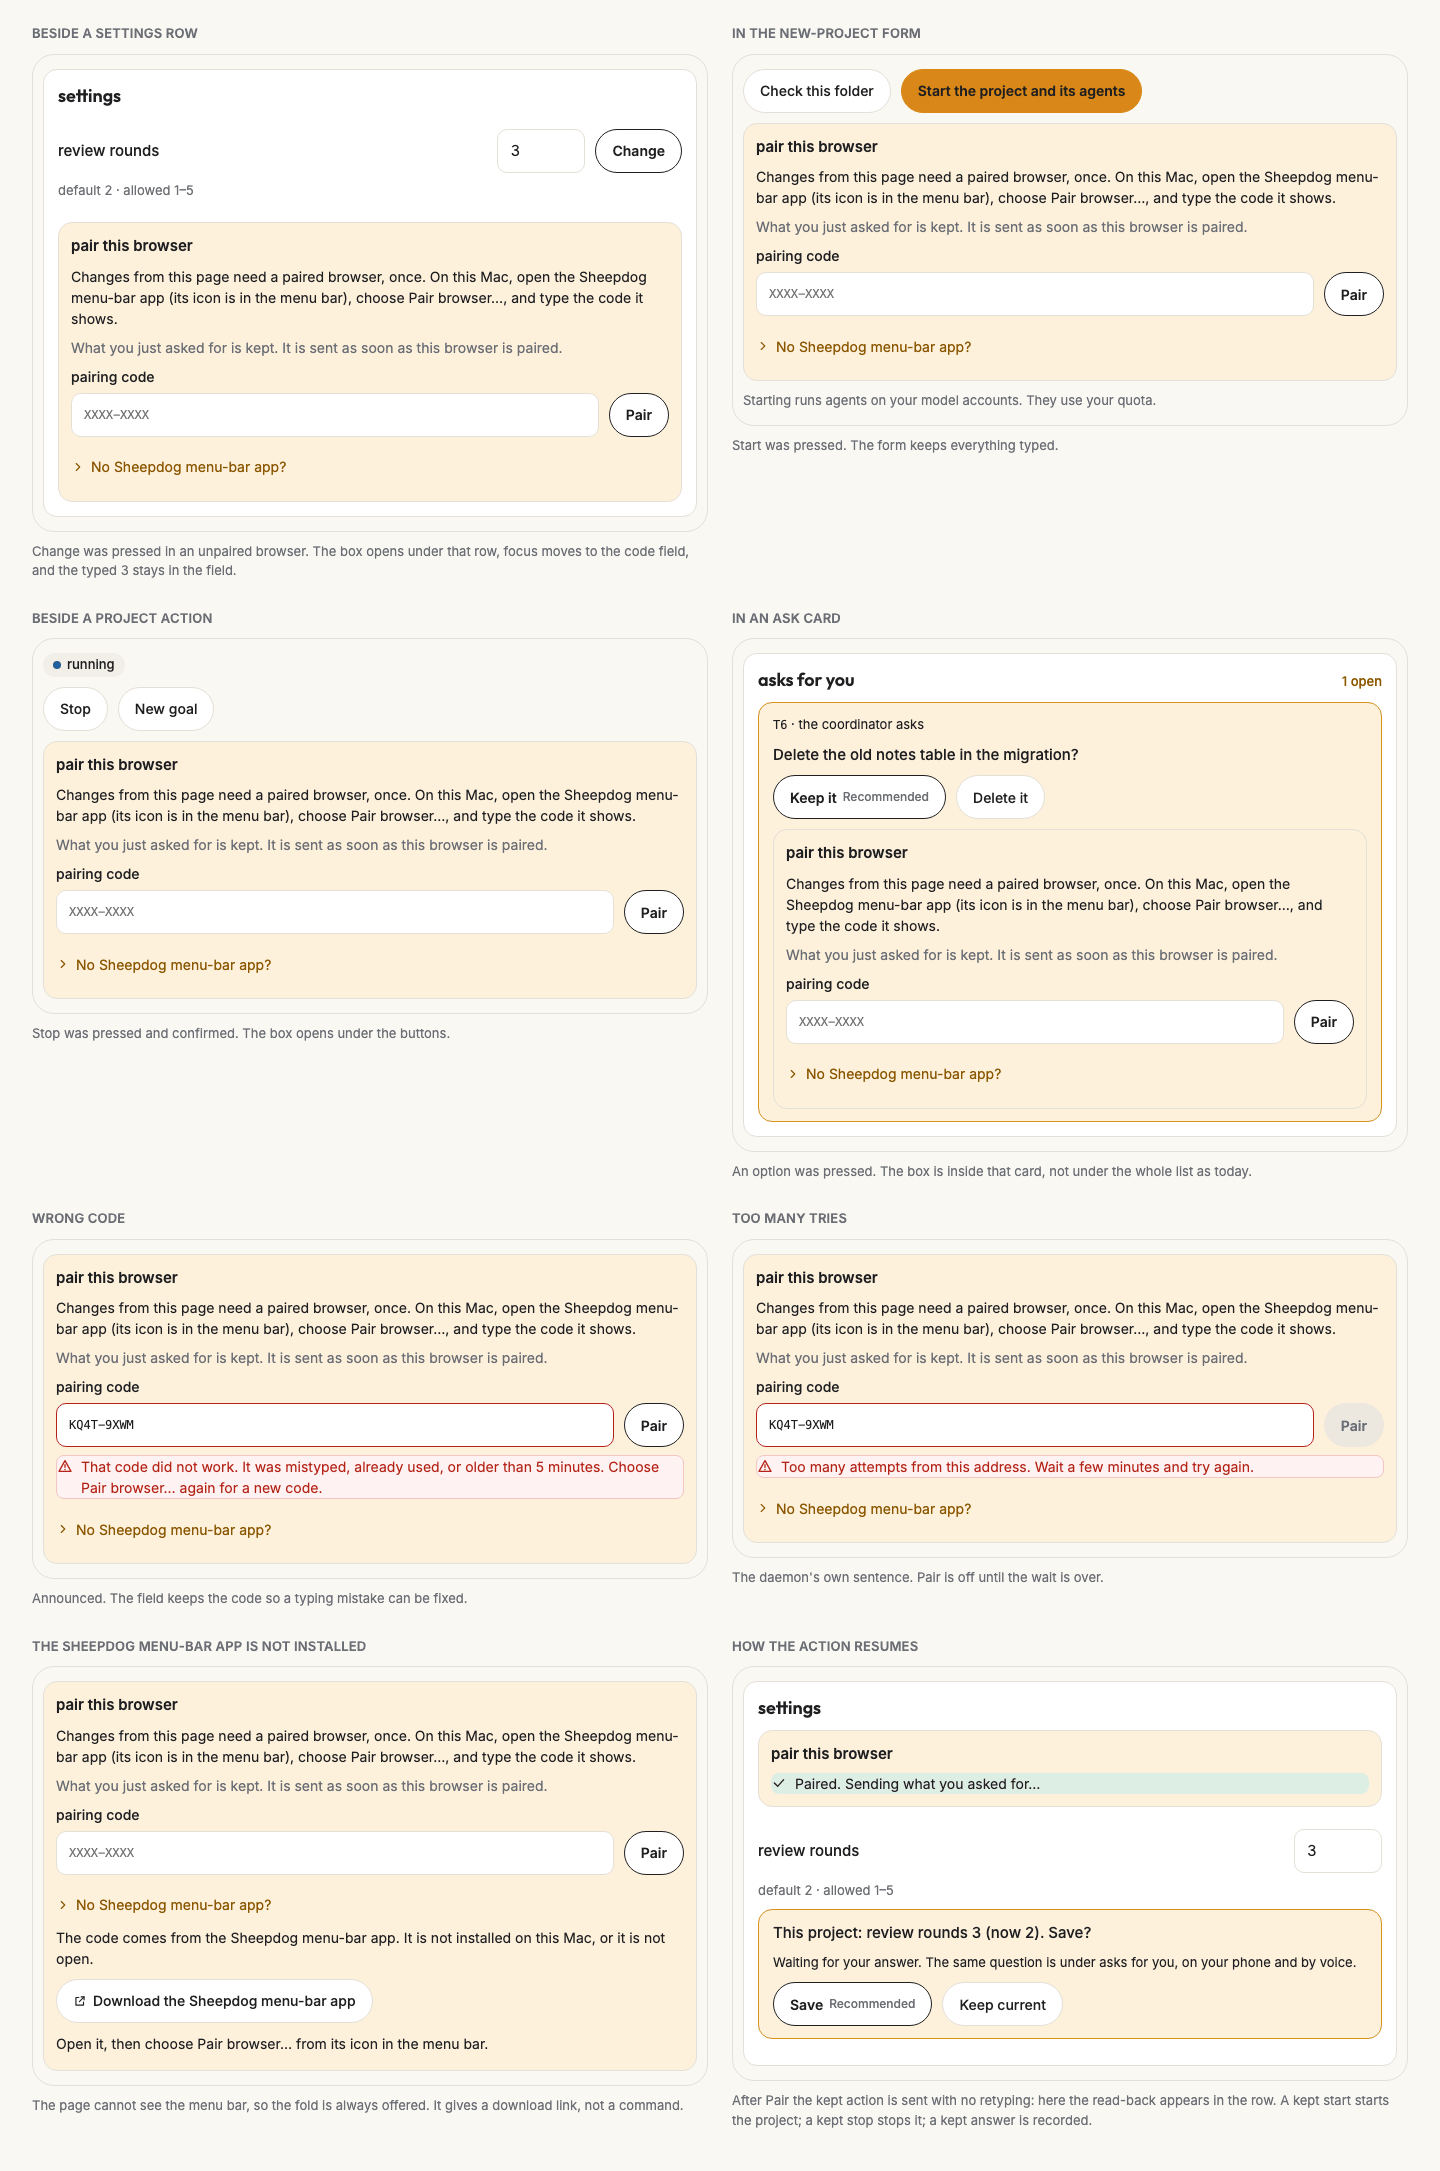 BESIDE A SETTINGS ROW
settings
review rounds
3
Change
default 2 · allowed 1–5
pair this browser
Changes from this page need a paired browser, once. On this Mac, open the Sheepdog
menu-bar app (its icon is in the menu bar), choose Pair browser…, and type the code it
shows.
What you just asked for is kept. It is sent as soon as this browser is paired.
pairing code
XXXX–XXXX
Pair
No Sheepdog menu-bar app?
Change was pressed in an unpaired browser. The box opens under that row, focus moves to the code field,
and the typed 3 stays in the field.
IN THE NEW-PROJECT FORM
Check this folder
Start the project and its agents
pair this browser
Changes from this page need a paired browser, once. On this Mac, open the Sheepdog menu-
bar app (its icon is in the menu bar), choose Pair browser…, and type the code it shows.
What you just asked for is kept. It is sent as soon as this browser is paired.
pairing code
XXXX–XXXX
Pair
No Sheepdog menu-bar app?
Starting runs agents on your model accounts. They use your quota.
Start was pressed. The form keeps everything typed.
BESIDE A PROJECT ACTION
running
Stop
New goal
pair this browser
Changes from this page need a paired browser, once. On this Mac, open the Sheepdog menu-
bar app (its icon is in the menu bar), choose Pair browser…, and type the code it shows.
What you just asked for is kept. It is sent as soon as this browser is paired.
pairing code
XXXX–XXXX
Pair
No Sheepdog menu-bar app?
Stop was pressed and confirmed. The box opens under the buttons.
IN AN ASK CARD
asks for you
1 open
T6 · the coordinator asks
Delete the old notes table in the migration?
Keep it Recommended
Delete it
pair this browser
Changes from this page need a paired browser, once. On this Mac, open the
Sheepdog menu-bar app (its icon is in the menu bar), choose Pair browser…, and
type the code it shows.
What you just asked for is kept. It is sent as soon as this browser is paired.
pairing code
XXXX–XXXX
Pair
No Sheepdog menu-bar app?
An option was pressed. The box is inside that card, not under the whole list as today.
WRONG CODE
pair this browser
Changes from this page need a paired browser, once. On this Mac, open the Sheepdog menu-
bar app (its icon is in the menu bar), choose Pair browser…, and type the code it shows.
What you just asked for is kept. It is sent as soon as this browser is paired.
pairing code
KQ4T–9XWM
Pair
That code did not work. It was mistyped, already used, or older than 5 minutes. Choose
Pair browser… again for a new code.
No Sheepdog menu-bar app?
Announced. The field keeps the code so a typing mistake can be fixed.
TOO MANY TRIES
pair this browser
Changes from this page need a paired browser, once. On this Mac, open the Sheepdog menu-
bar app (its icon is in the menu bar), choose Pair browser…, and type the code it shows.
What you just asked for is kept. It is sent as soon as this browser is paired.
pairing code
KQ4T–9XWM
Pair
Too many attempts from this address. Wait a few minutes and try again.
No Sheepdog menu-bar app?
The daemon's own sentence. Pair is off until the wait is over.
THE SHEEPDOG MENU-BAR APP IS NOT INSTALLED
pair this browser
Changes from this page need a paired browser, once. On this Mac, open the Sheepdog menu-
bar app (its icon is in the menu bar), choose Pair browser…, and type the code it shows.
What you just asked for is kept. It is sent as soon as this browser is paired.
pairing code
XXXX–XXXX
Pair
No Sheepdog menu-bar app?
The code comes from the Sheepdog menu-bar app. It is not installed on this Mac, or it is not
open.
Download the Sheepdog menu-bar app
Open it, then choose Pair browser… from its icon in the menu bar.
The page cannot see the menu bar, so the fold is always offered. It gives a download link, not a command.
HOW THE ACTION RESUMES
settings
pair this browser
Paired. Sending what you asked for…
review rounds
3
default 2 · allowed 1–5
This project: review rounds 3 (now 2). Save?
Waiting for your answer. The same question is under asks for you, on your phone and by voice.
Save Recommended
Keep current
After Pair the kept action is sent with no retyping: here the read-back appears in the row. A kept start starts
the project; a kept stop stops it; a kept answer is recorded.